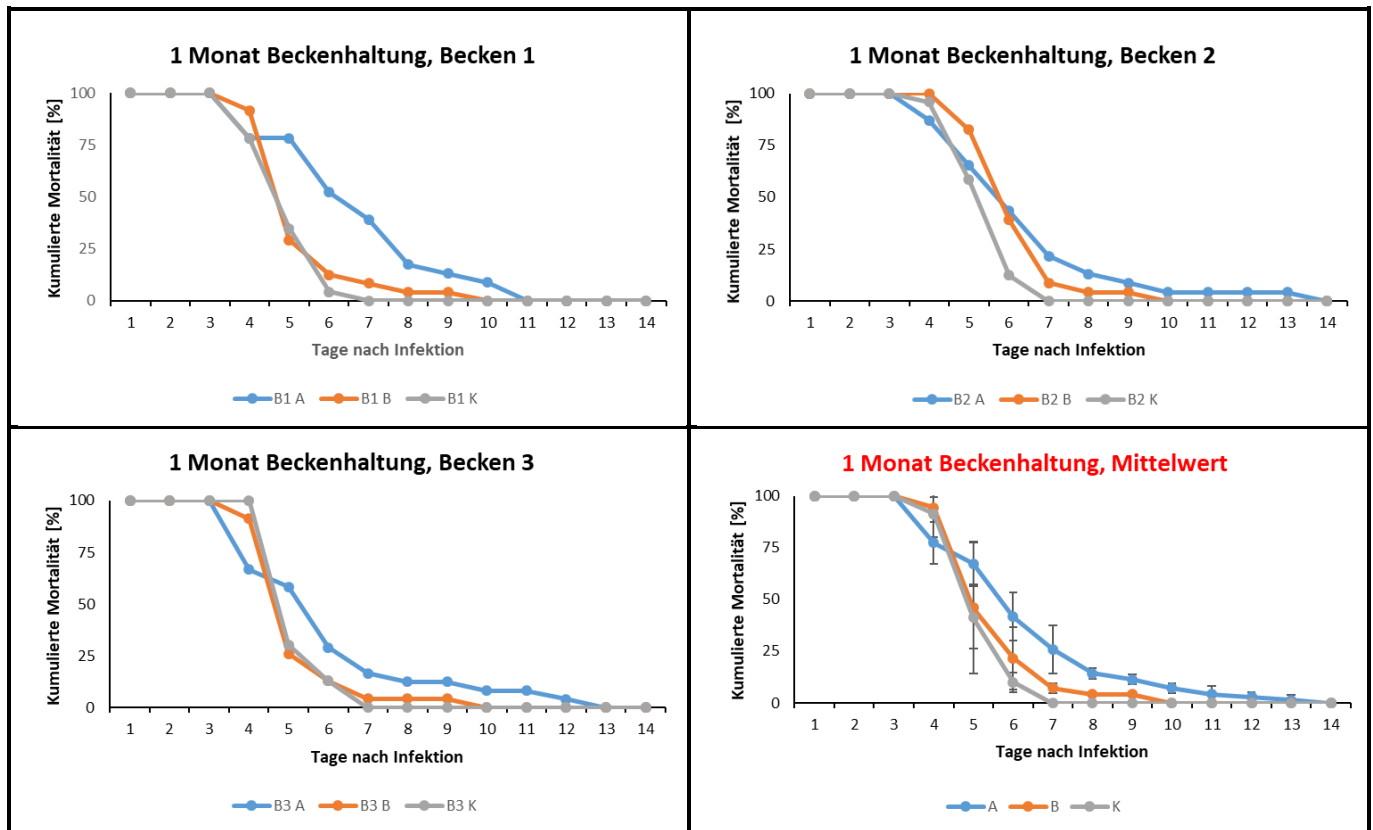 1 Monat Beckenhaltung, Becken 1
Kumulierte Mortalität [%]
100
75
50
25
0
1 2 3 4 5 6 7 8 9 10 11 12 13 14
Tage nach Infektion
B1 A B1 B B1 K
1 Monat Beckenhaltung, Becken 2
Kumulierte Mortalität [%]
100
75
50
25
0
1 2 3 4 5 6 7 8 9 10 11 12 13 14
Tage nach Infektion
B2 A B2 B B2 K
1 Monat Beckenhaltung, Becken 3
Kumulierte Mortalität [%]
100
75
50
25
0
1 2 3 4 5 6 7 8 9 10 11 12 13 14
Tage nach Infektion
B3 A B3 B B3 K
1 Monat Beckenhaltung, Mittelwert
Kumulierte Mortalität [%]
100
75
50
25
0
1 2 3 4 5 6 7 8 9 10 11 12 13 14
Tage nach Infektion
A B K